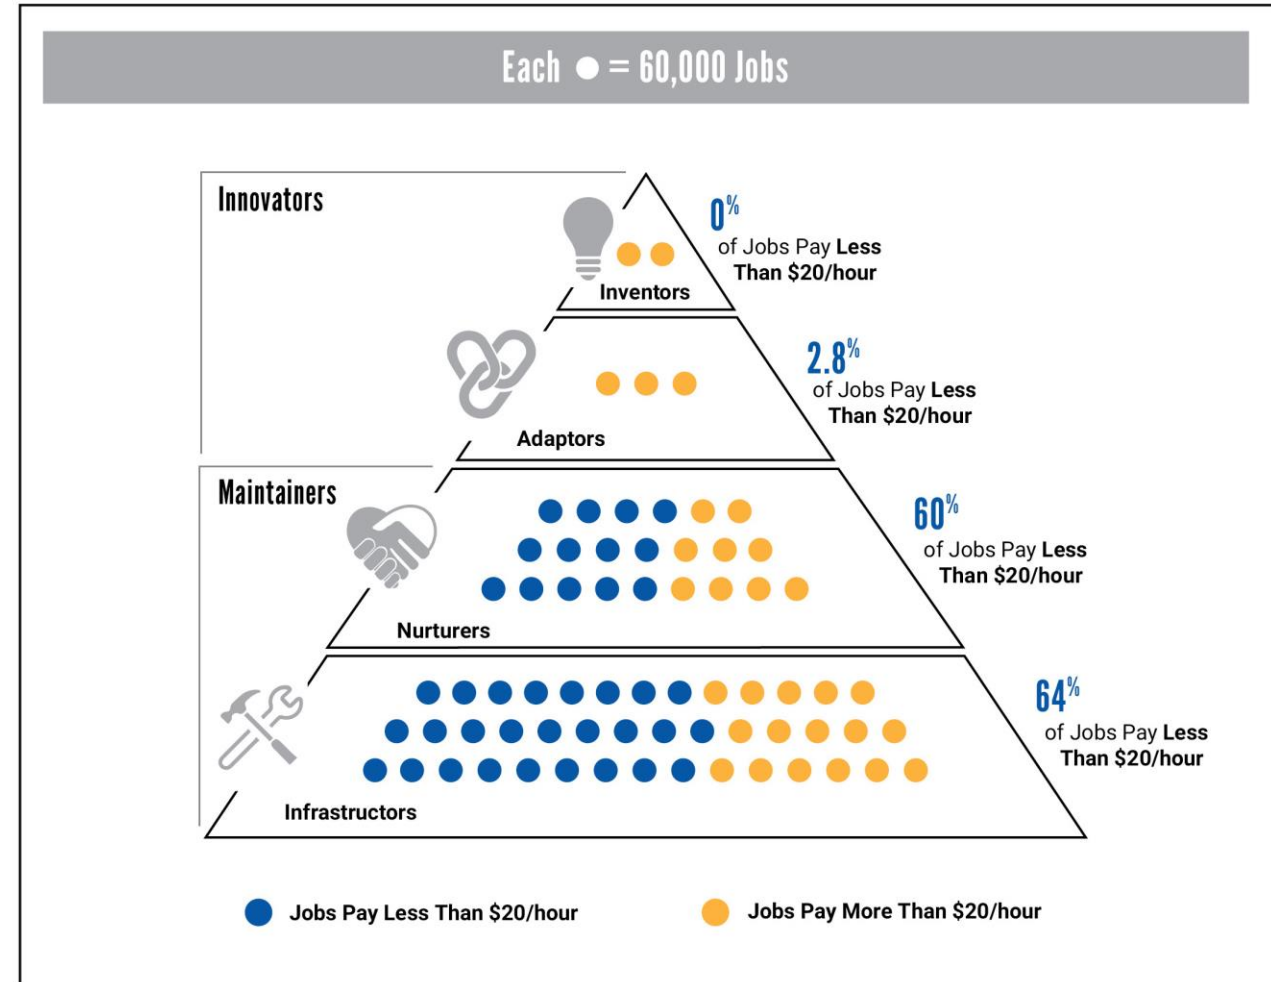 Each = 60,000 Jobs
Innovators
0%
of Jobs Pay Less
Than $20/hour
Inventors
2.8%
of Jobs Pay Less
Than $20/hour
Adaptors
Maintainers
60%
of Jobs Pay Less
Than $20/hour
Nurturers
64%
of Jobs Pay Less
Than $20/hour
Infrastructors
Jobs Pay Less Than $20/hour
Jobs Pay More Than $20/hour